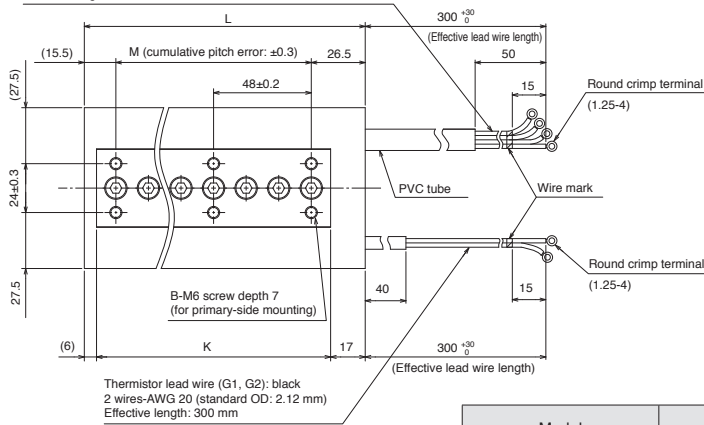 L
300 +30 0
(Effective lead wire length)
(15.5)
M (cumulative pitch error: ±0.3)
26.5
50
48±0.2
15
Round crimp terminal
(1.25-4)
(27.5)
24±0.3
27.5
PVC tube
Wire mark
B-M6 screw depth 7
(for primary-side mounting)
40
15
Round crimp terminal
(1.25-4)
(6)
K
17
300 +30 0
(Effective lead wire length)
Thermistor lead wire (G1, G2): black
2 wires-AWG 20 (standard OD: 2.12 mm)
Effective length: 300 mm